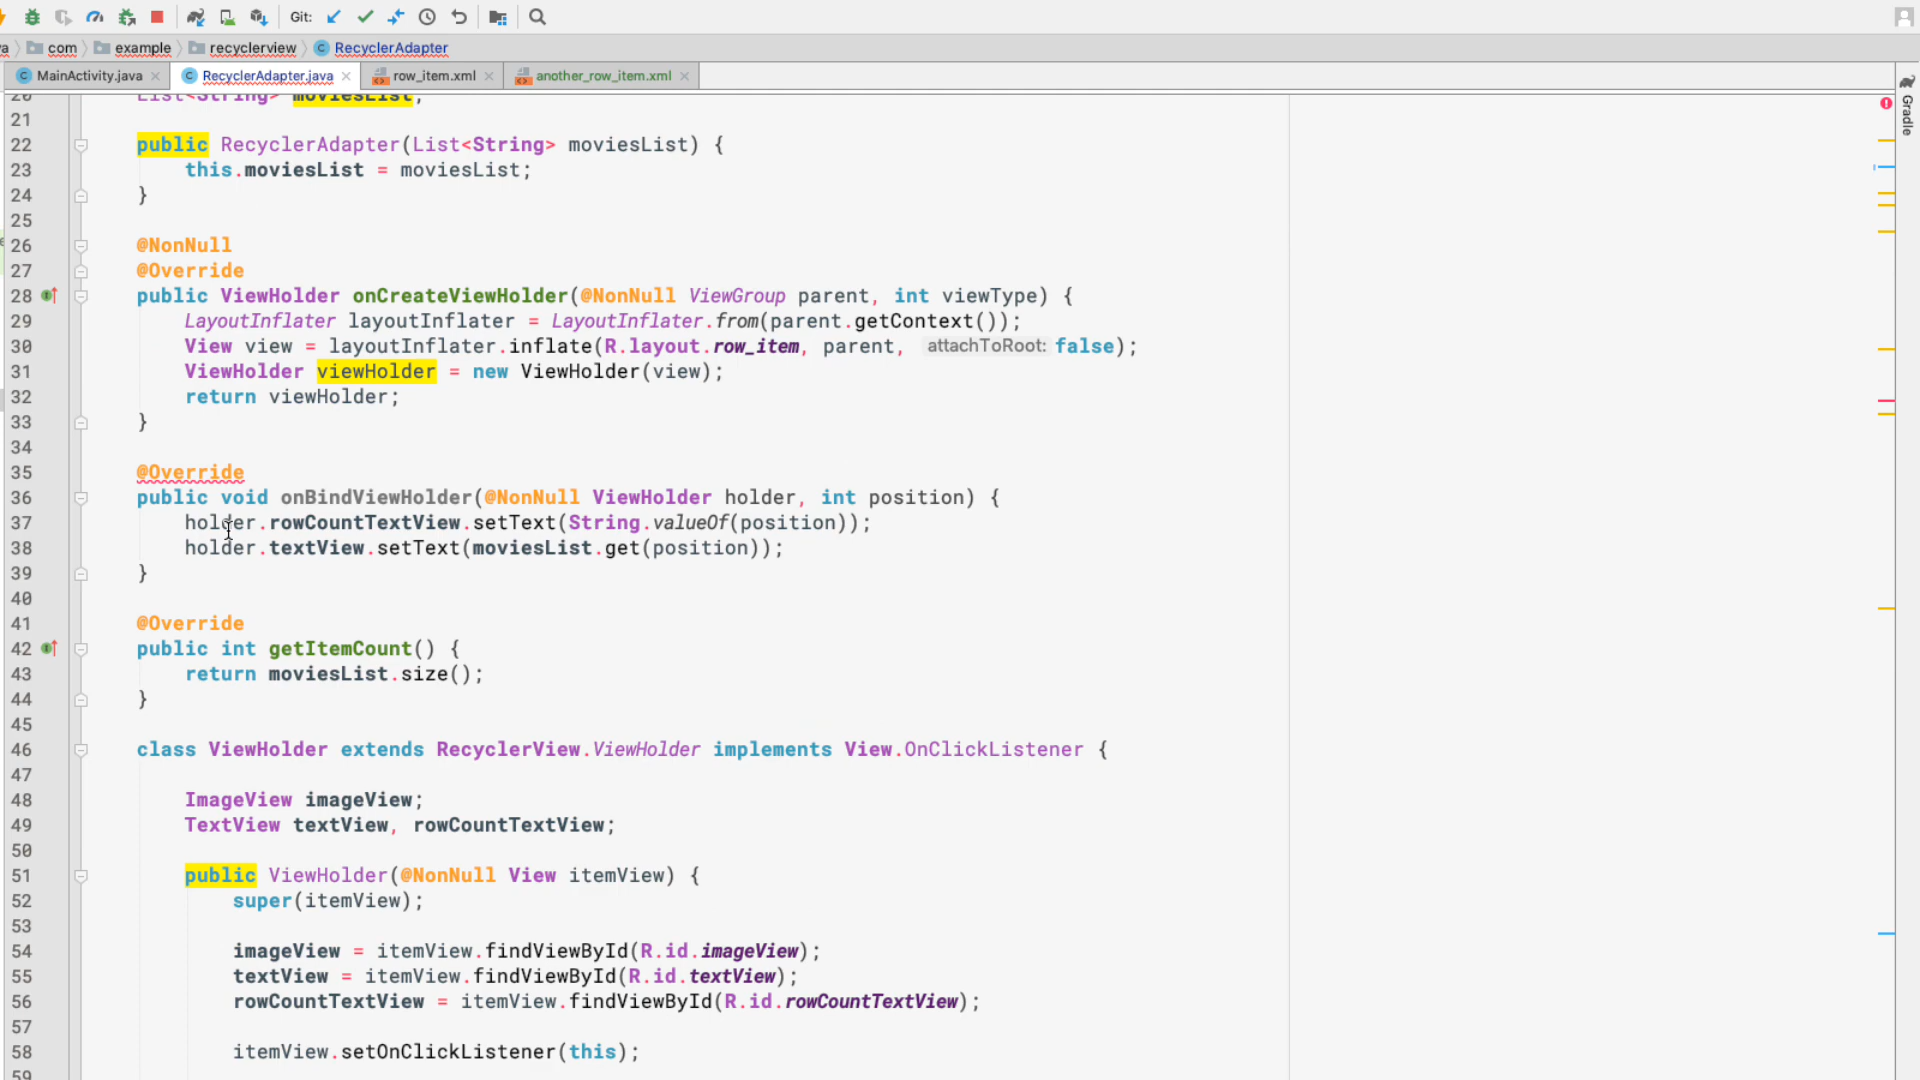 Git:
com example recyclerview RecyclerAdapter
MainActivity.java RecyclerAdapter.java row_item.xml another_row_item.xml
Gradle
20 List<String> moviesList;
21
22 public RecyclerAdapter(List<String> moviesList) {
23 this.moviesList = moviesList;
24 }
25
26 @NonNull
27 @Override
28 public ViewHolder onCreateViewHolder(@NonNull ViewGroup parent, int viewType) {
29 LayoutInflater layoutInflater = LayoutInflater.from(parent.getContext());
30 View view = layoutInflater.inflate(R.layout.row_item, parent, attachToRoot: false);
31 ViewHolder viewHolder = new ViewHolder(view);
32 return viewHolder;
33 }
34
35 @Override
36 public void onBindViewHolder(@NonNull ViewHolder holder, int position) {
37 holder.rowCountTextView.setText(String.valueOf(position));
38 holder.textView.setText(moviesList.get(position));
39 }
40
41 @Override
42 public int getItemCount() {
43 return moviesList.size();
44 }
45
46 class ViewHolder extends RecyclerView.ViewHolder implements View.OnClickListener {
47
48 ImageView imageView;
49 TextView textView, rowCountTextView;
50
51 public ViewHolder(@NonNull View itemView) {
52 super(itemView);
53
54 imageView = itemView.findViewById(R.id.imageView);
55 textView = itemView.findViewById(R.id.textView);
56 rowCountTextView = itemView.findViewById(R.id.rowCountTextView);
57
58 itemView.setOnClickListener(this);
59